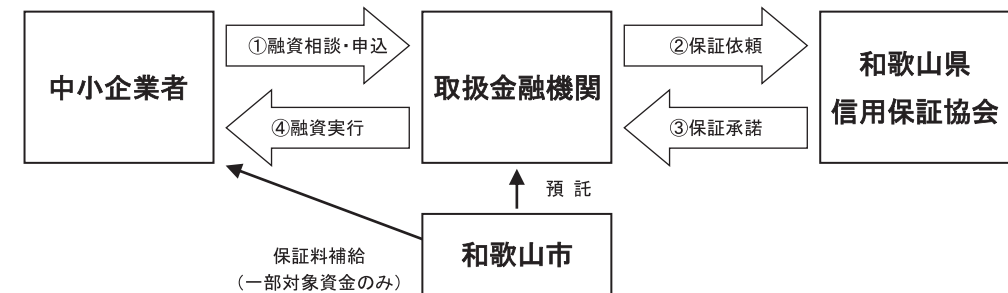 中小企業者
①融資相談・申込
④融資実行
取扱金融機関
②保証依頼
③保証承諾
和歌山県
信用保証協会
預 託
和歌山市
保証料補給
（一部対象資金のみ）